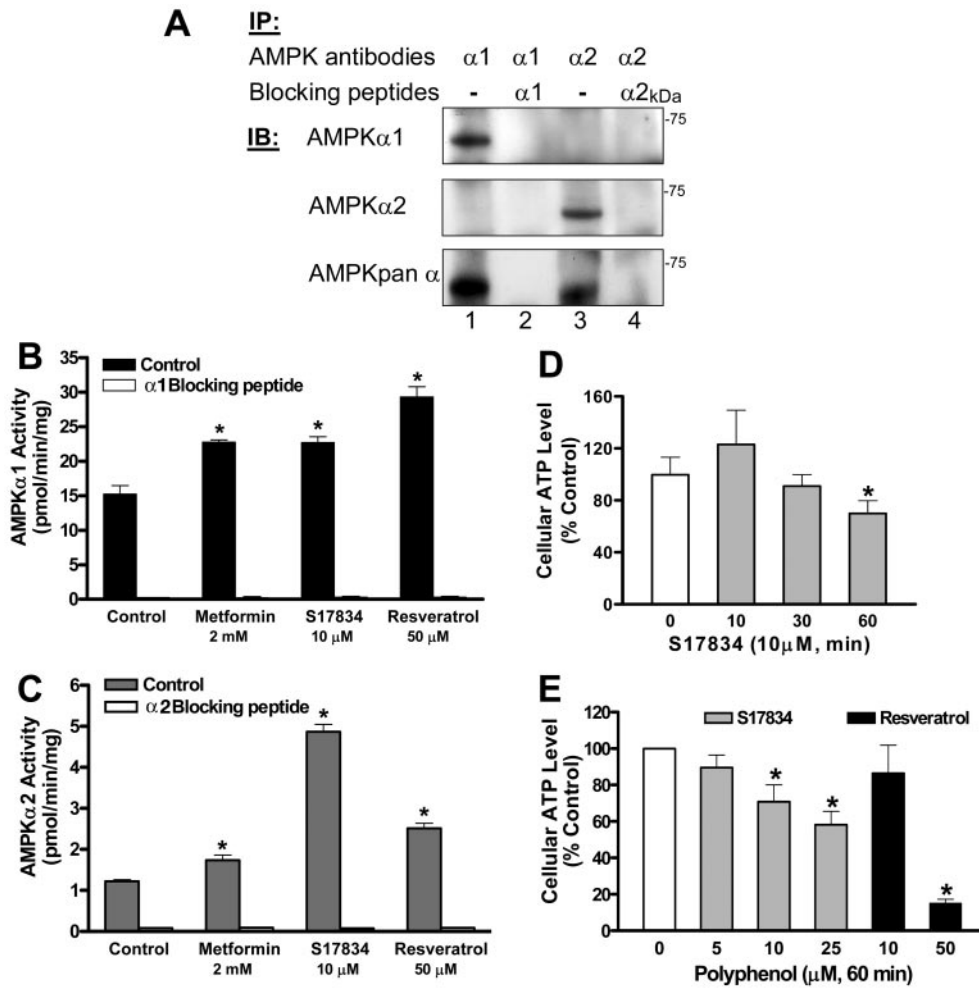 A
IP:
AMPK antibodies α1 α1 α2 α2
Blocking peptides - α1 - α2 kDa
IB: AMPKα1 -75
AMPKα2 -75
AMPKpan α -75
1 2 3 4
B
Control
α1Blocking peptide
AMPKα1 Activity
(pmol/min/mg)
35
30
25
20
15
10
5
0
* * *
Control Metformin S17834 Resveratrol
2 mM 10 μM 50 μM
D
Cellular ATP Level
(% Control)
160
120
80
40
0
*
0 10 30 60
S17834 (10μM, min)
C
Control
α2Blocking peptide
AMPKα2 Activity
(pmol/min/mg)
6
5
4
3
2
1
0
* * *
Control Metformin S17834 Resveratrol
2 mM 10 μM 50 μM
E
S17834 Resveratrol
Cellular ATP Level
(% Control)
120
100
80
60
40
20
0
* * *
0 5 10 25 10 50
Polyphenol (μM, 60 min)